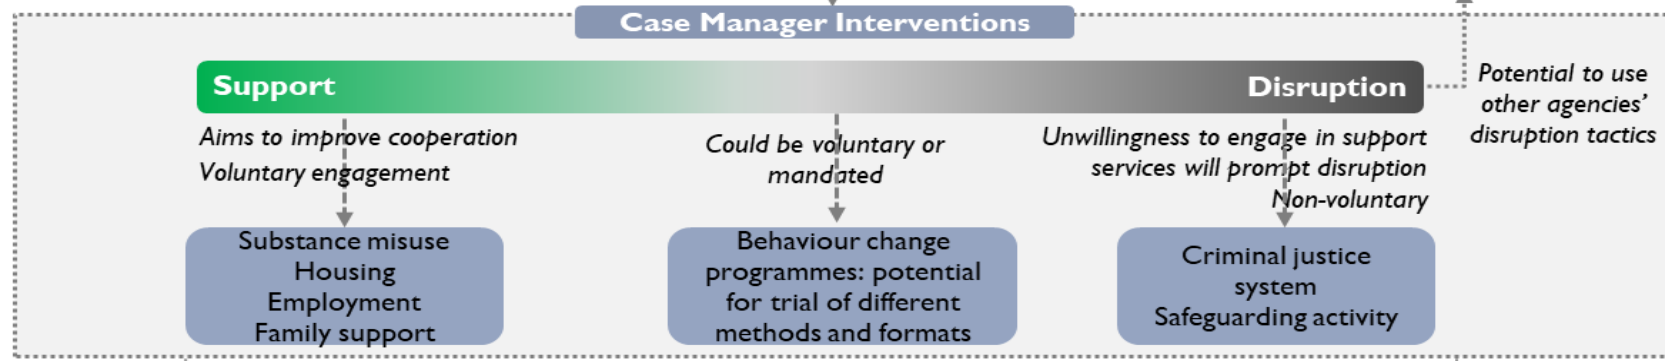 Case Manager Interventions
Support
Disruption
Potential to use
other agencies’
disruption tactics
Aims to improve cooperation
Voluntary engagement
Could be voluntary or
mandated
Unwillingness to engage in support
services will prompt disruption
Non-voluntary
Substance misuse
Housing
Employment
Family support
Behaviour change
programmes: potential
for trial of different
methods and formats
Criminal justice
system
Safeguarding activity